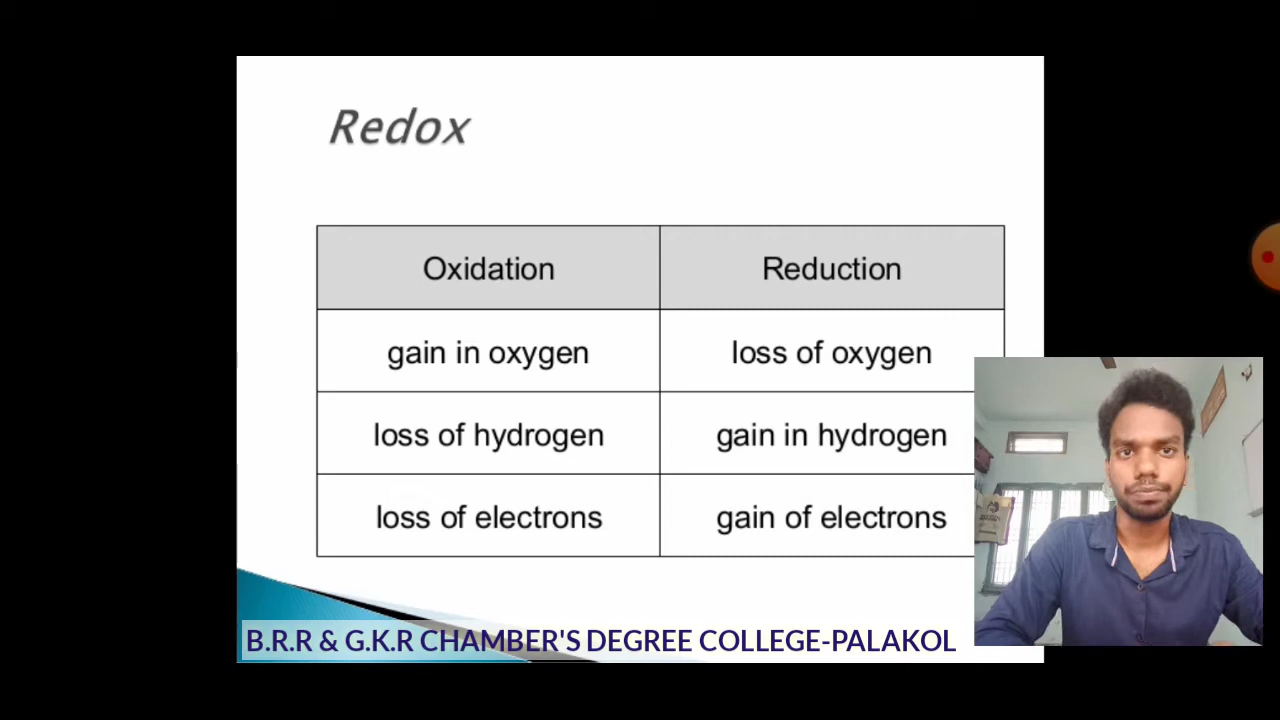 Redox
Oxidation
Reduction
gain in oxygen
loss of oxygen
loss of hydrogen
gain in hydrogen
loss of electrons
gain of electrons
B.R.R & G.K.R CHAMBER'S DEGREE COLLEGE-PALAKOL